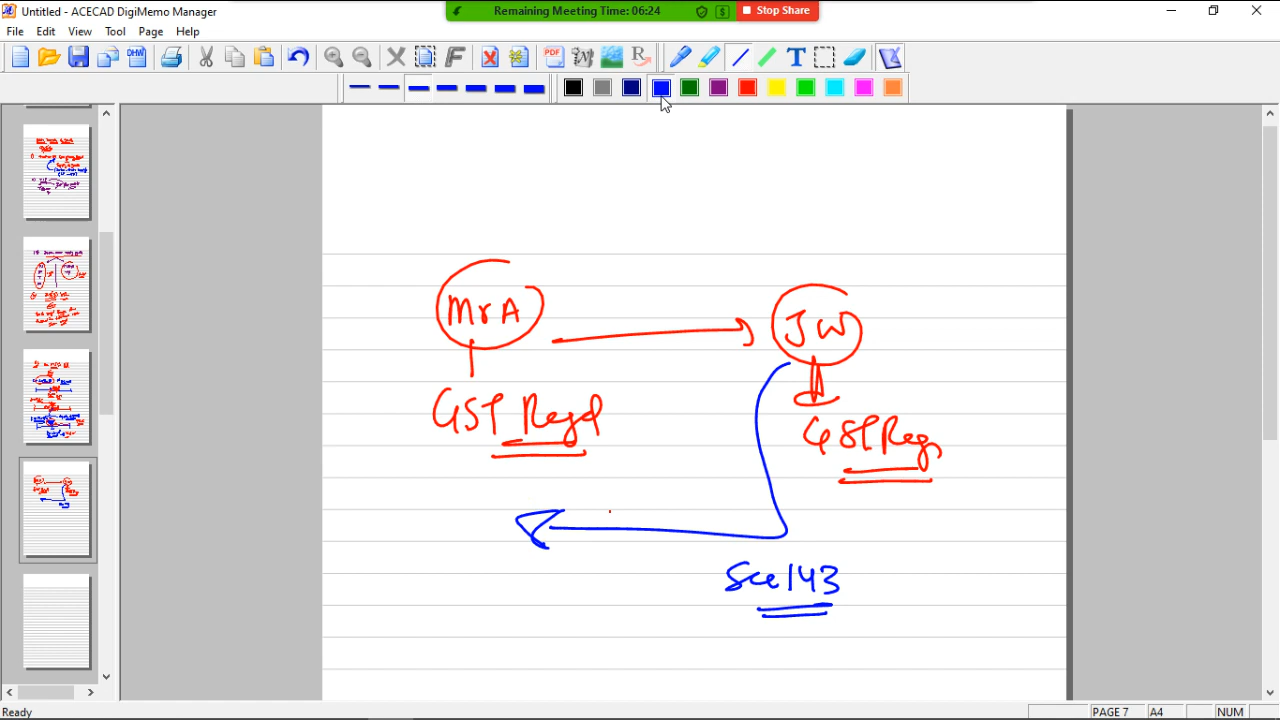 Untitled - ACECAD DigiMemo Manager
Remaining Meeting Time: 06:24
Stop Share
File Edit View Tool Page Help
Mr A
JW
GST Regd
GST Reg
Sec 143
Ready
PAGE 7 A4 NUM